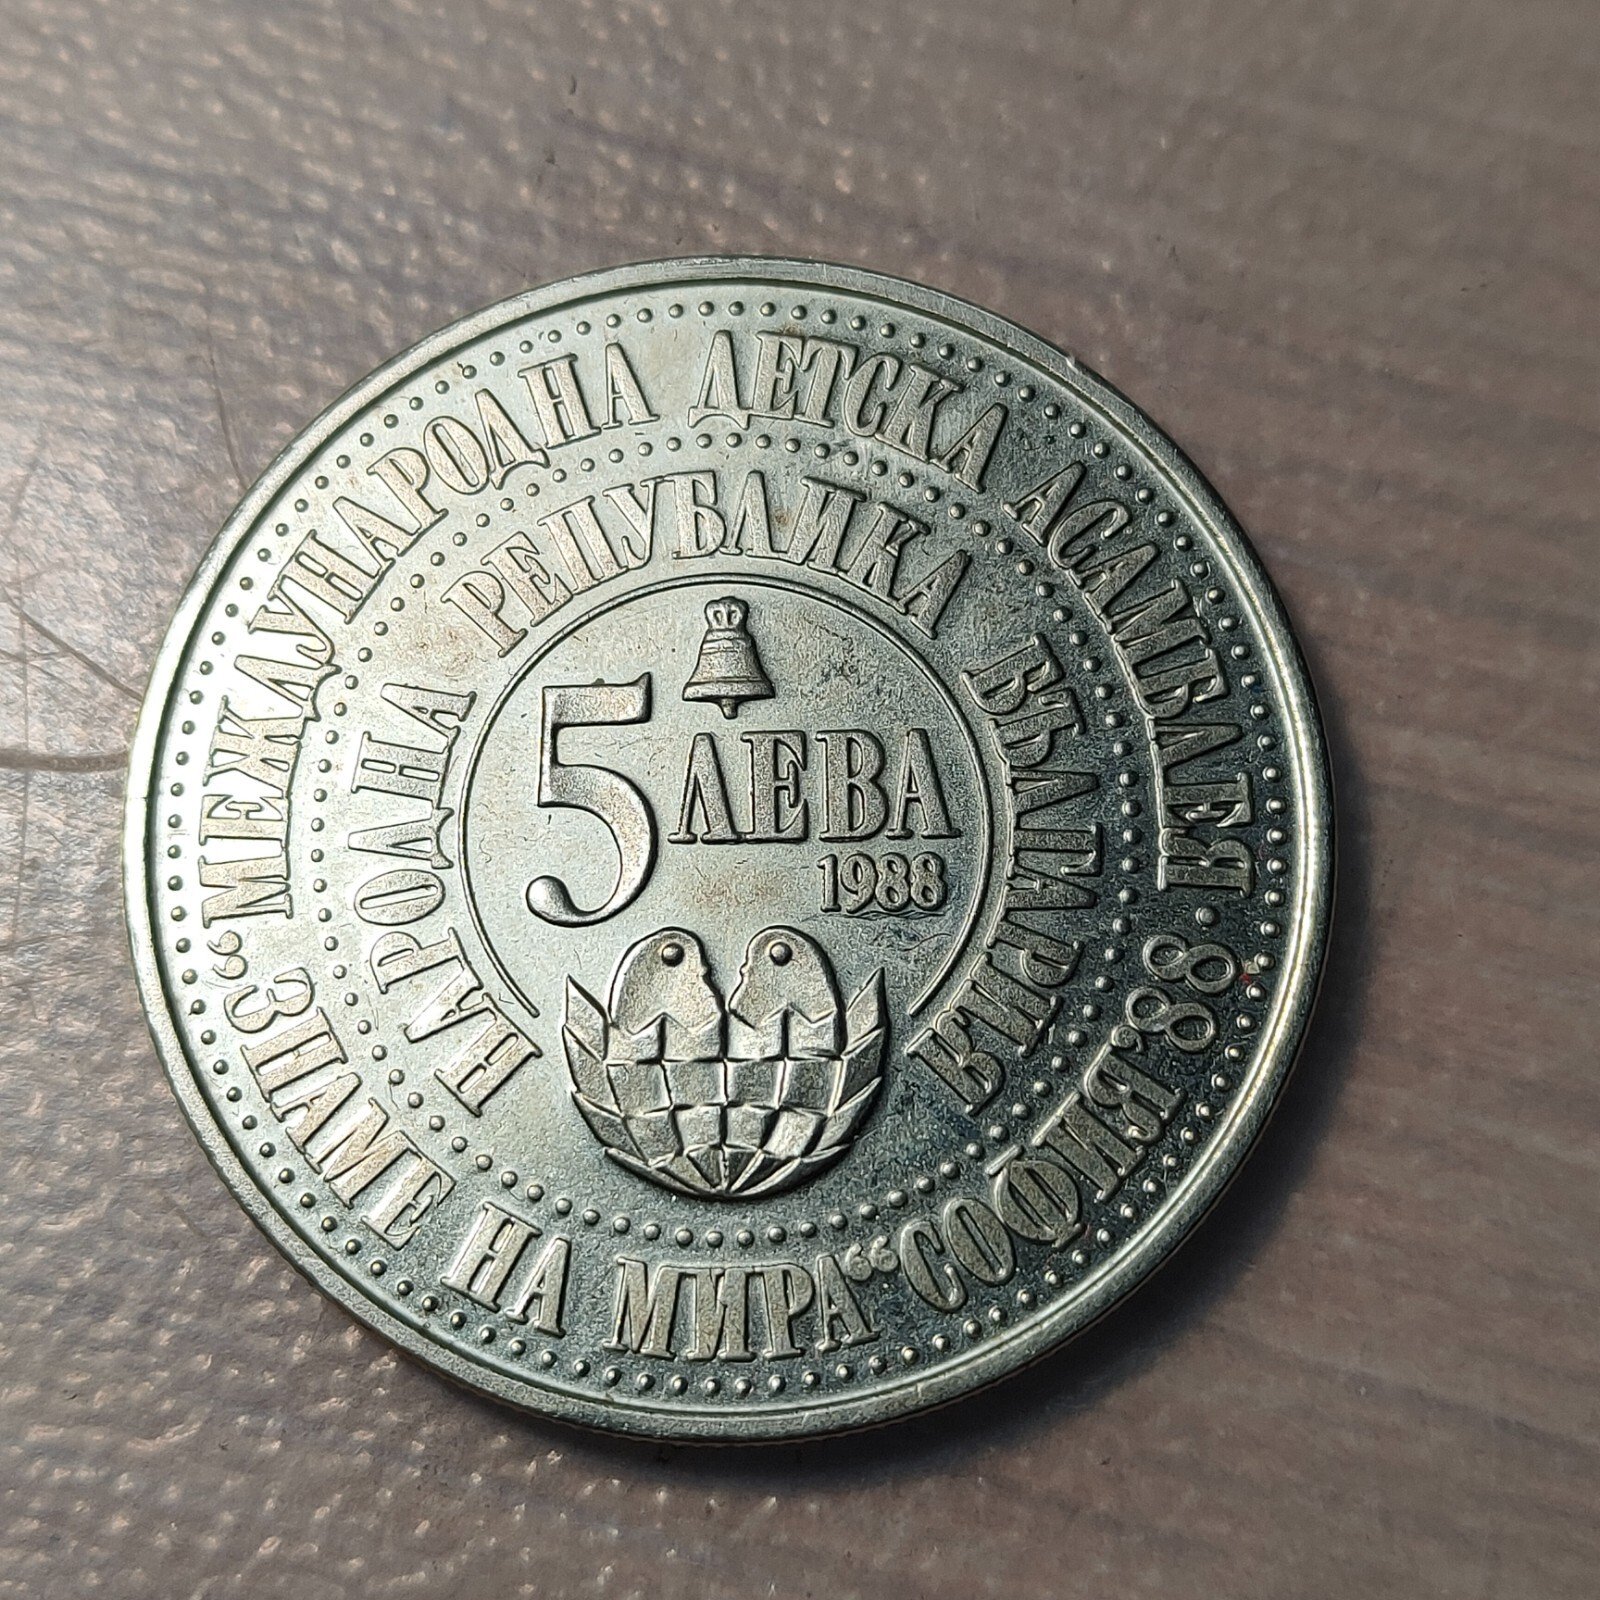 "МЕЖДУНАРОДНА ДЕТСКА АСАМБЛЕЯ
"ЗНАМЕ НА МИРА" СОФИЯ'88·
НАРОДНА РЕПУБЛИКА БЪЛГАРИЯ
5 ЛЕВА
1988